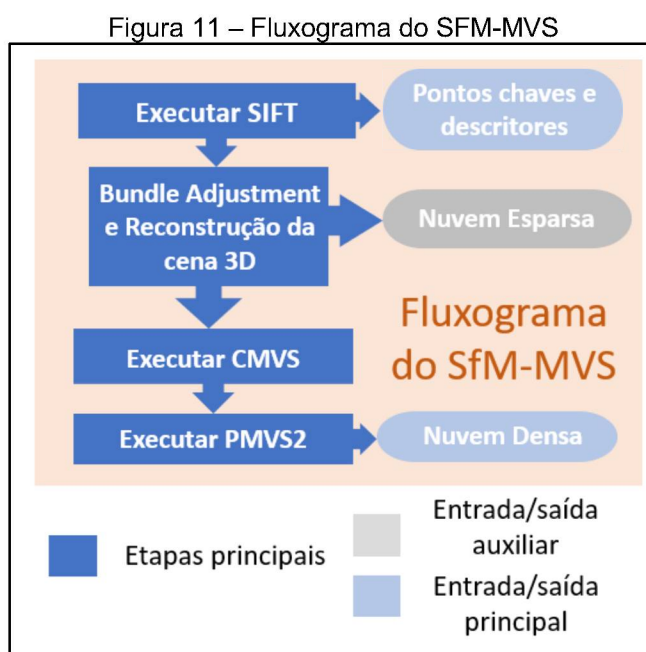 Figura 11 – Fluxograma do SFM-MVS
Executar SIFT
Pontos chaves e
descritores
Bundle Adjustment
e Reconstrução da
cena 3D
Nuvem Esparsa
Fluxograma
do SfM-MVS
Executar CMVS
Executar PMVS2
Nuvem Densa
Etapas principais
Entrada/saída
auxiliar
Entrada/saída
principal